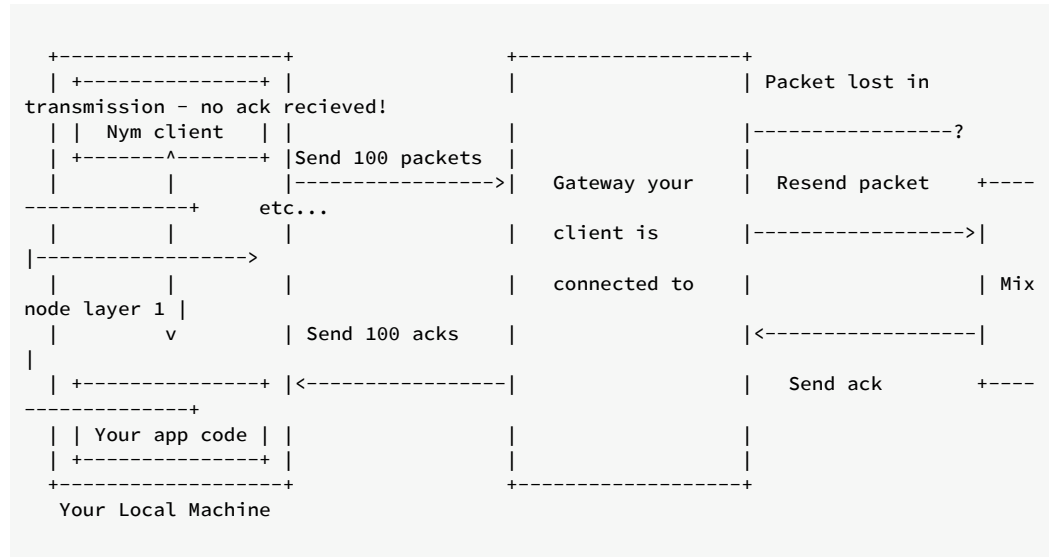 +-------------------+                  +-------------------+
| +---------------+ |                  |                   | Packet lost in
transmission - no ack recieved!
| |  Nym client   | |                  |                   |-----------------?
| +-------^-------+ |Send 100 packets  |                   |
|         |         |----------------->|   Gateway your    |  Resend packet    +----
--------------+     etc...
|         |         |                  |   client is       |------------------>|
|------------------>
|         |         |                  |   connected to    |                   | Mix
node layer 1 |
|         v         | Send 100 acks    |                   |<------------------|
|
| +---------------+ |<-----------------|                   |   Send ack        +----
--------------+
| | Your app code | |                  |                   |
| +---------------+ |                  |                   |
+-------------------+                  +-------------------+
Your Local Machine